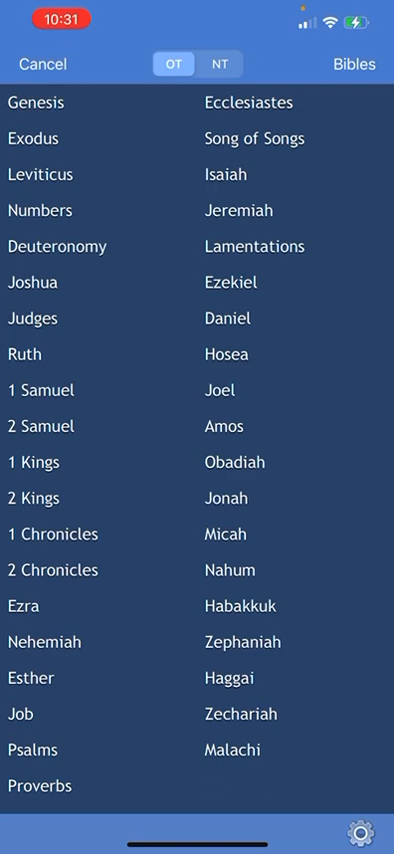 10:31
Cancel
OT
NT
Bibles
Genesis
Exodus
Leviticus
Numbers
Deuteronomy
Joshua
Judges
Ruth
1 Samuel
2 Samuel
1 Kings
2 Kings
1 Chronicles
2 Chronicles
Ezra
Nehemiah
Esther
Job
Psalms
Proverbs
Ecclesiastes
Song of Songs
Isaiah
Jeremiah
Lamentations
Ezekiel
Daniel
Hosea
Joel
Amos
Obadiah
Jonah
Micah
Nahum
Habakkuk
Zephaniah
Haggai
Zechariah
Malachi